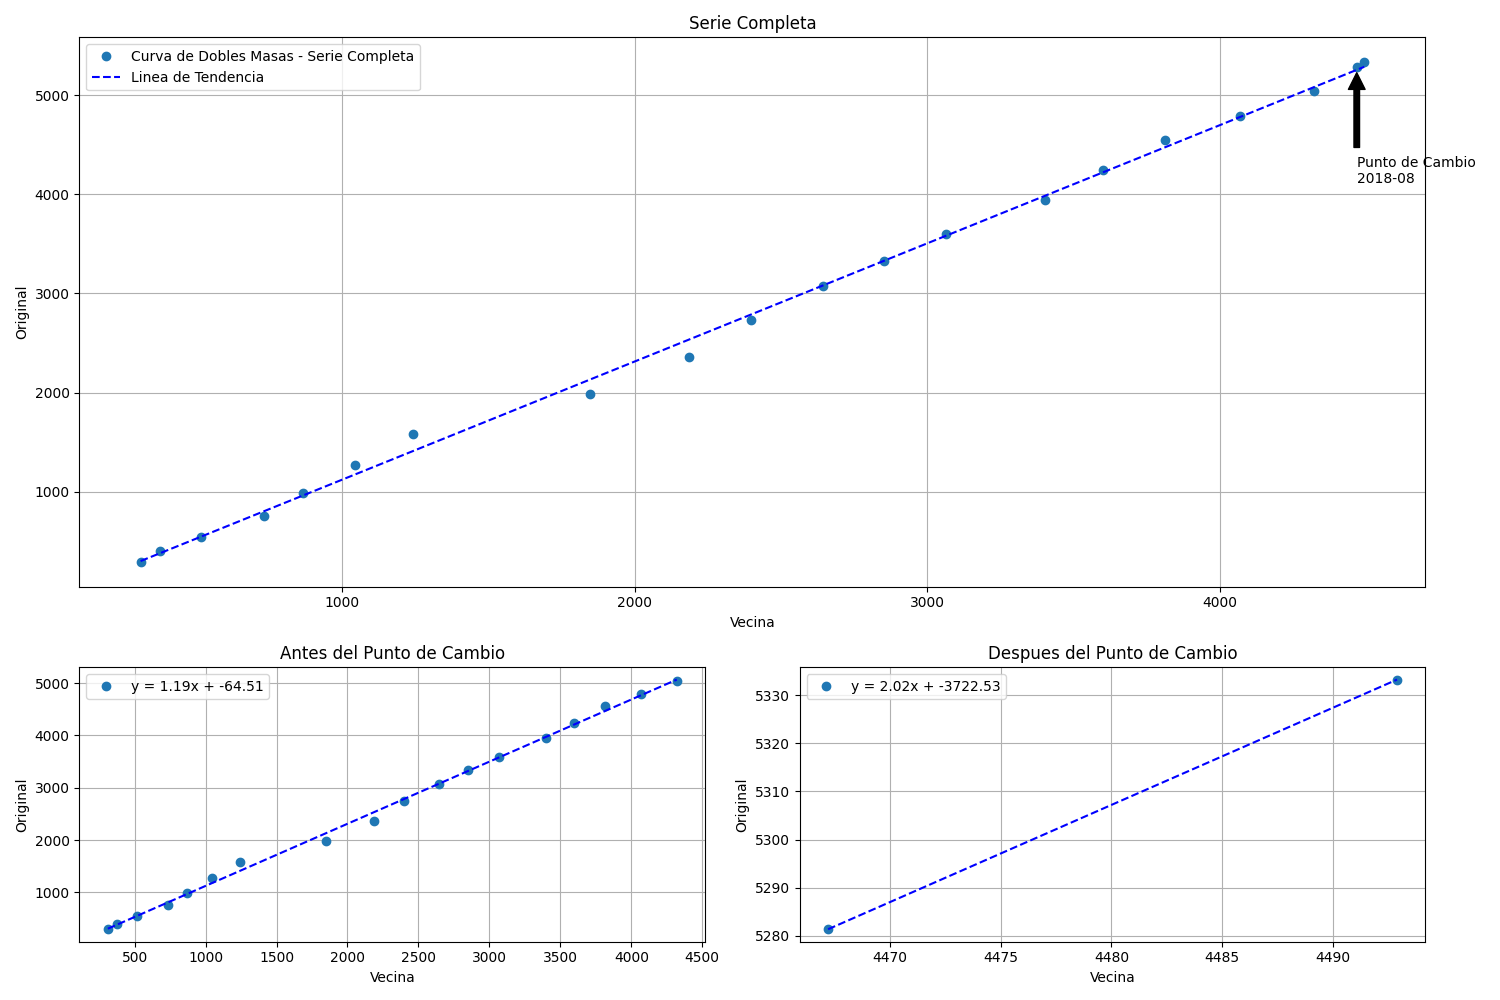 Serie Completa
Curva de Dobles Masas - Serie Completa
Linea de Tendencia
5000
4000
3000
2000
1000
Original
Punto de Cambio
2018-08
1000
2000
3000
4000
Vecina
Antes del Punto de Cambio
y = 1.19x + -64.51
5000
4000
3000
2000
1000
Original
500
1000
1500
2000
2500
3000
3500
4000
4500
Vecina
Despues del Punto de Cambio
y = 2.02x + -3722.53
5330
5320
5310
5300
5290
5280
Original
4470
4475
4480
4485
4490
Vecina